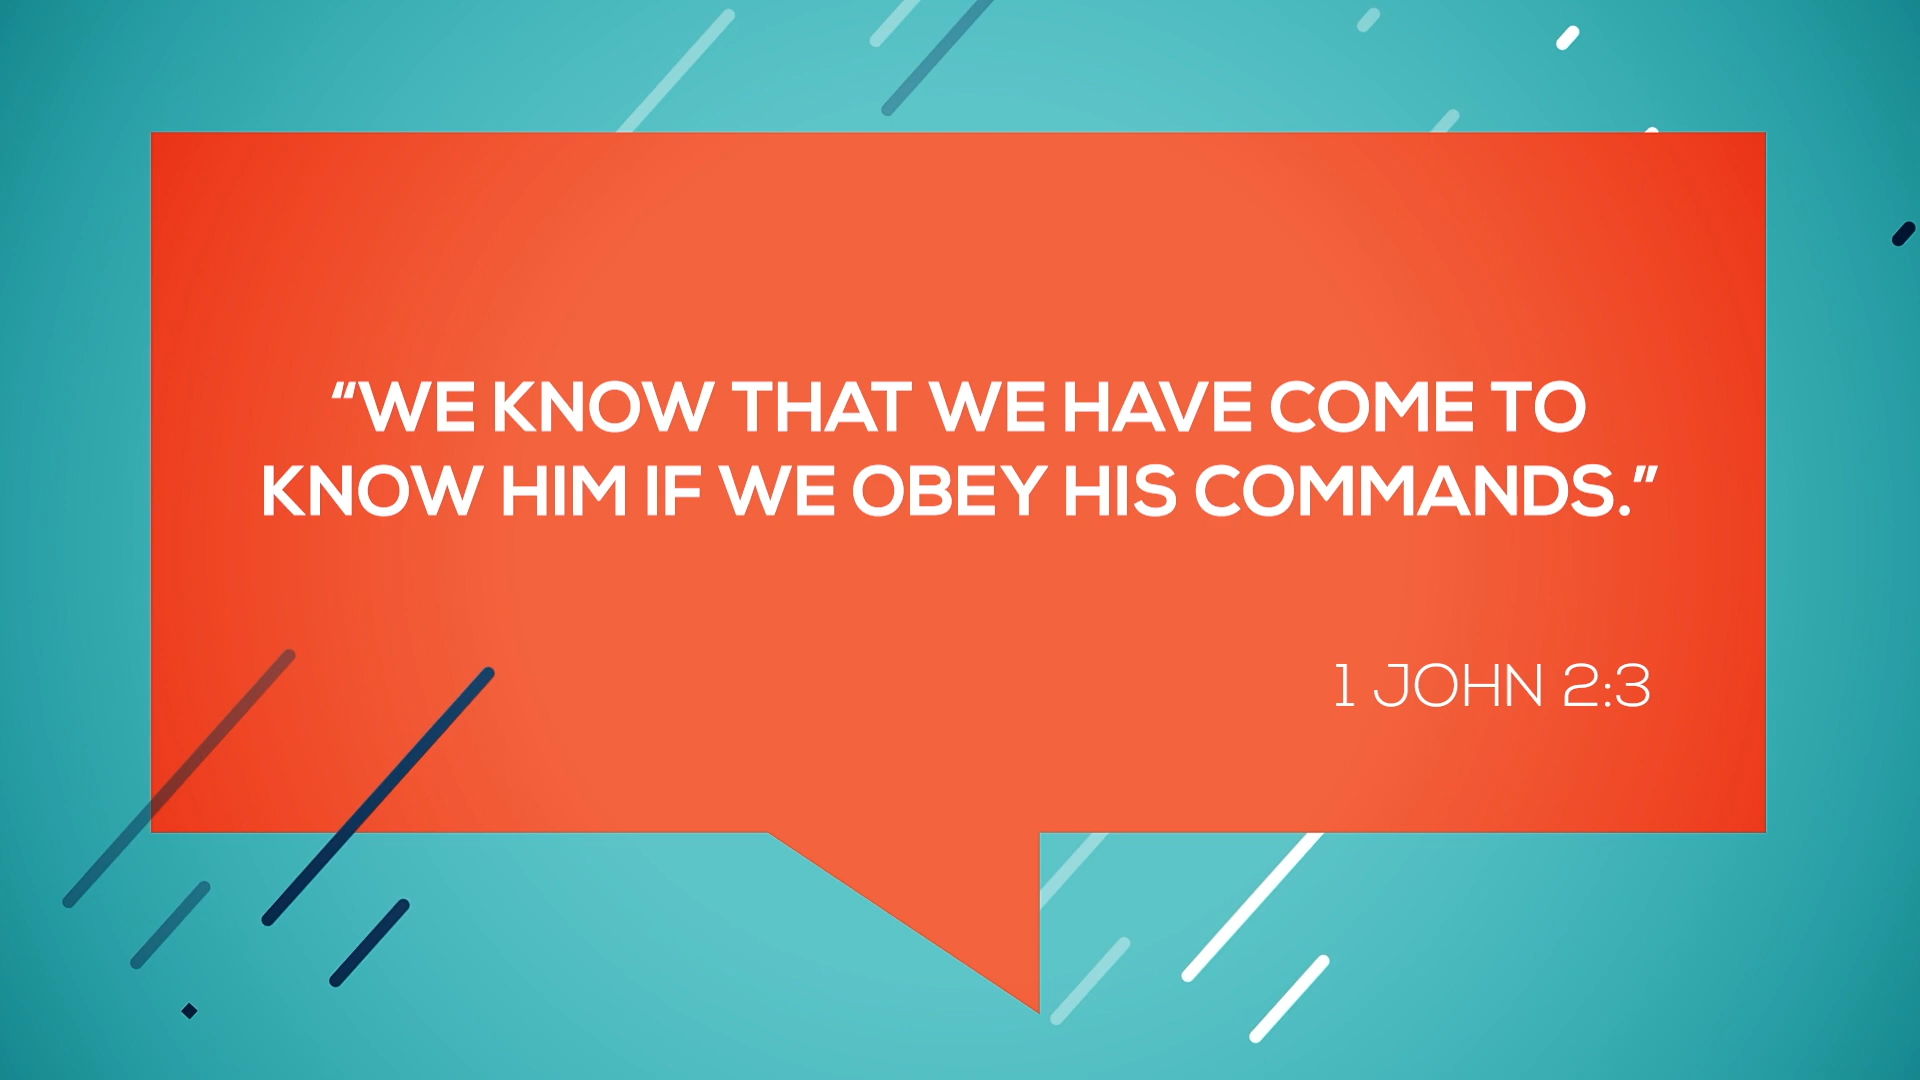 “WE KNOW THAT WE HAVE COME TO
KNOW HIM IF WE OBEY HIS COMMANDS.”
1 JOHN 2:3